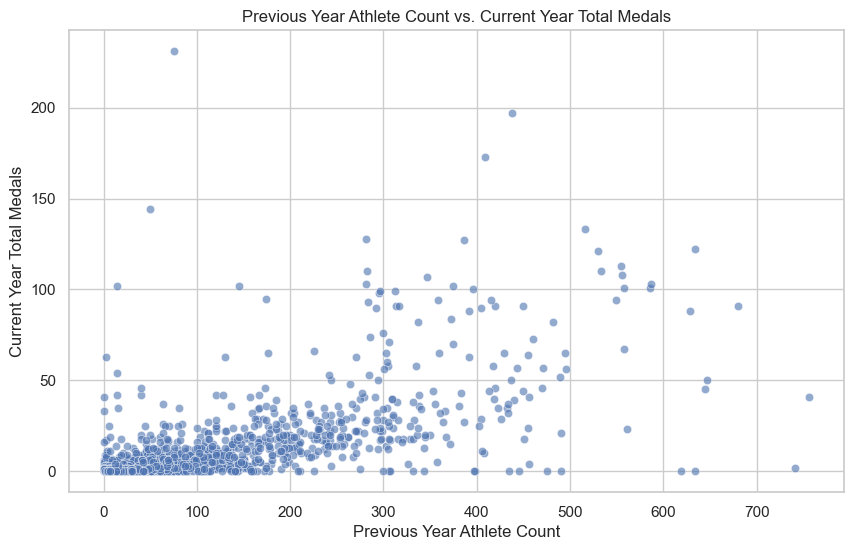 Previous Year Athlete Count vs. Current Year Total Medals
200
150
100
50
0
Current Year Total Medals
0 100 200 300 400 500 600 700
Previous Year Athlete Count